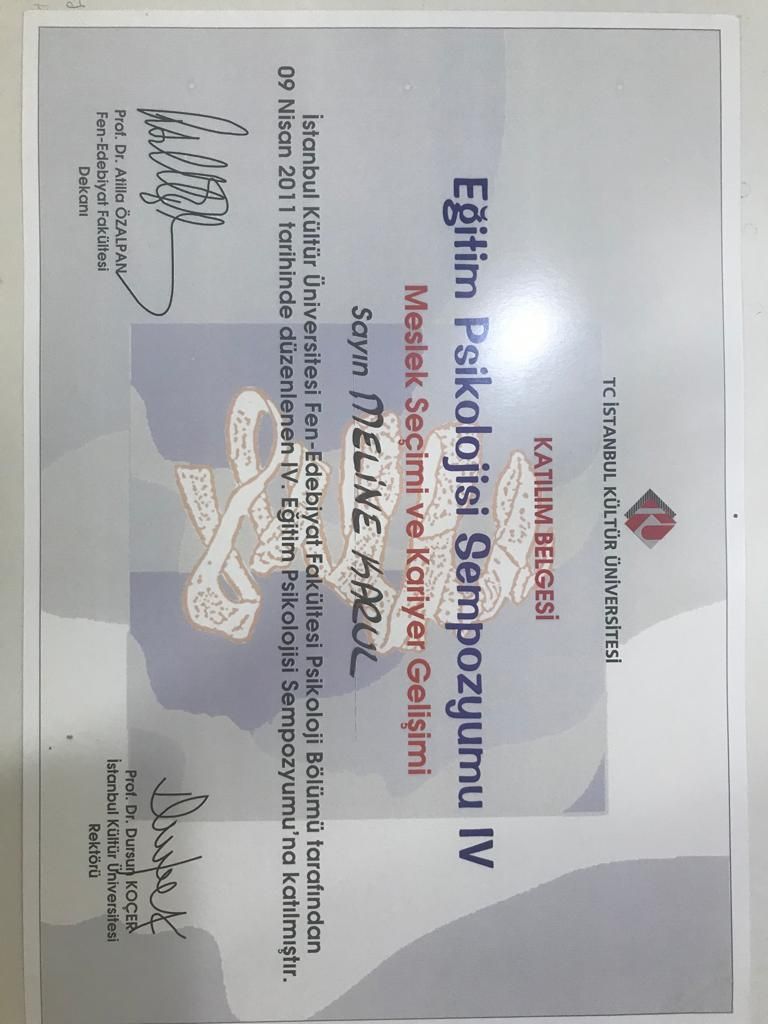 TC İSTANBUL KÜLTÜR ÜNİVERSİTESİ
KATILIM BELGESİ
Eğitim Psikolojisi Sempozyumu IV
Meslek Seçimi ve Kariyer Gelişimi
Sayın MELİNE KARUL
İstanbul Kültür Üniversitesi Fen-Edebiyat Fakültesi Psikoloji Bölümü tarafından
09 Nisan 2011 tarihinde düzenlenen IV. Eğitim Psikolojisi Sempozyumu'na katılmıştır.
Prof. Dr. Atilla ÖZALPAN
Fen-Edebiyat Fakültesi
Dekanı
Prof. Dr. Dursun KOÇER
İstanbul Kültür Üniversitesi
Rektörü